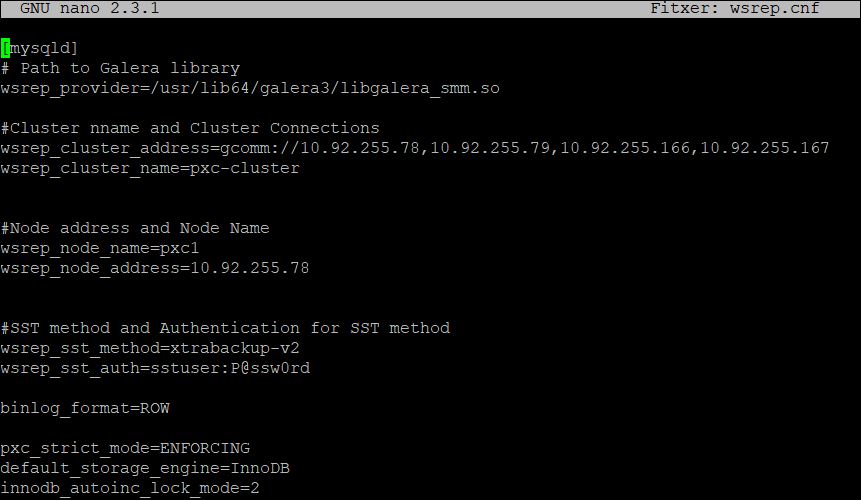 GNU nano 2.3.1 Fitxer: wsrep.cnf
[mysqld]
# Path to Galera library
wsrep_provider=/usr/lib64/galera3/libgalera_smm.so
#Cluster nname and Cluster Connections
wsrep_cluster_address=gcomm://10.92.255.78,10.92.255.79,10.92.255.166,10.92.255.167
wsrep_cluster_name=pxc-cluster
#Node address and Node Name
wsrep_node_name=pxc1
wsrep_node_address=10.92.255.78
#SST method and Authentication for SST method
wsrep_sst_method=xtrabackup-v2
wsrep_sst_auth=sstuser:P@ssw0rd
binlog_format=ROW
pxc_strict_mode=ENFORCING
default_storage_engine=InnoDB
innodb_autoinc_lock_mode=2